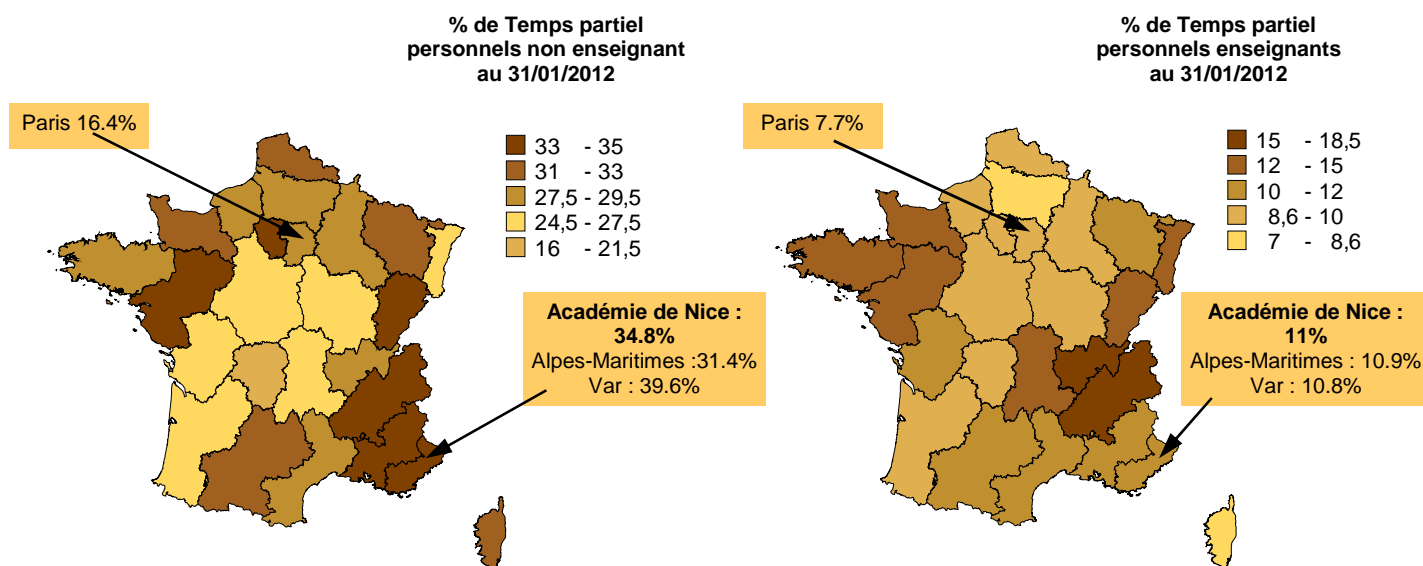 % de Temps partiel
personnels non enseignant
au 31/01/2012
Paris 16.4%
33 - 35
31 - 33
27,5 - 29,5
24,5 - 27,5
16 - 21,5
Académie de Nice :
34.8%
Alpes-Maritimes :31.4%
Var : 39.6%
% de Temps partiel
personnels enseignants
au 31/01/2012
Paris 7.7%
15 - 18,5
12 - 15
10 - 12
8,6 - 10
7 - 8,6
Académie de Nice :
11%
Alpes-Maritimes : 10.9%
Var : 10.8%